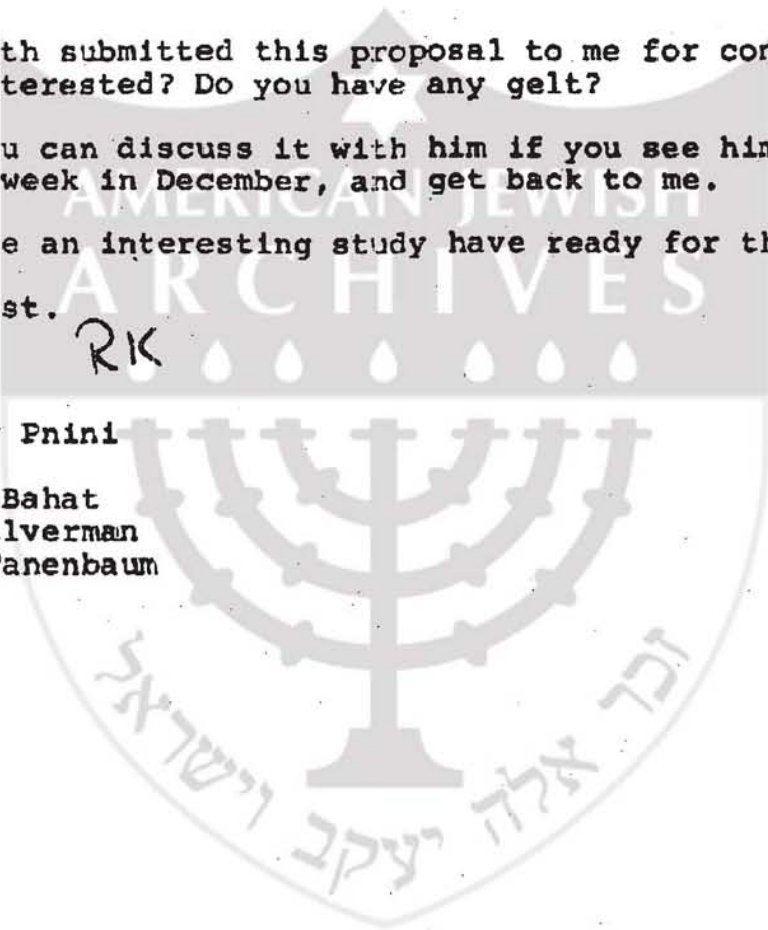 th submitted this proposal to me for con
terested? Do you have any gelt?
u can discuss it with him if you see him
week in December, and get back to me.
AMERICAN JEWISH
e an interesting study have ready for th
ARCHIVES
st.
RK
Pnini
Bahat
lverman
anenbaum
זכר אלה יעקב וישראל